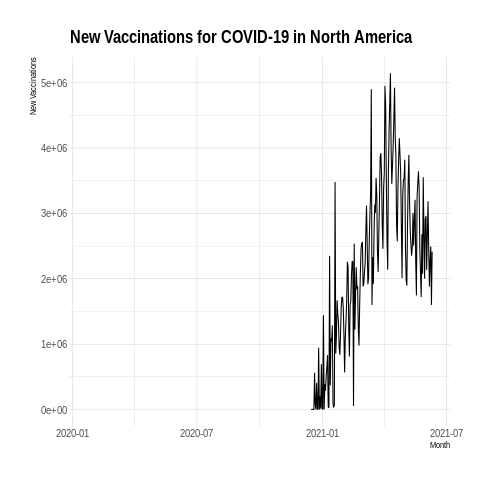 New Vaccinations for COVID-19 in North America
New Vaccinations
5e+06
4e+06
3e+06
2e+06
1e+06
0e+00
2020-01
2020-07
2021-01
2021-07
Month